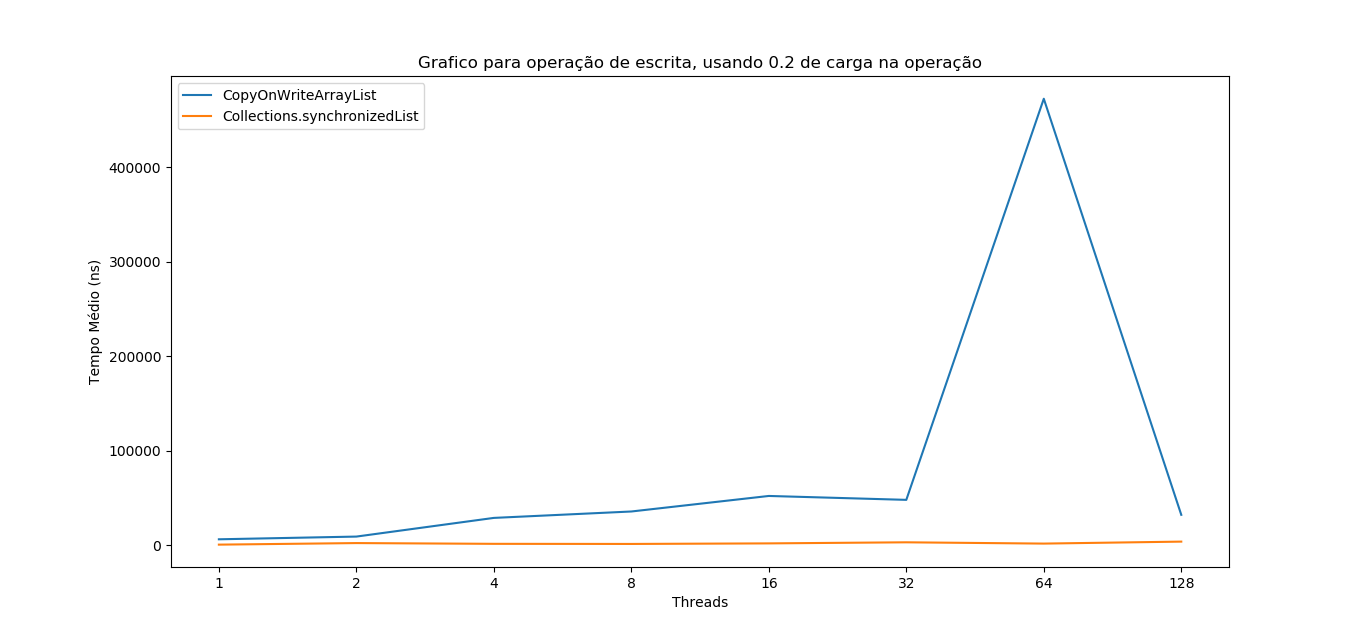 Grafico para operação de escrita, usando 0.2 de carga na operação
CopyOnWriteArrayList
Collections.synchronizedList
Tempo Médio (ns)
400000
300000
200000
100000
0
1 2 4 8 16 32 64 128
Threads